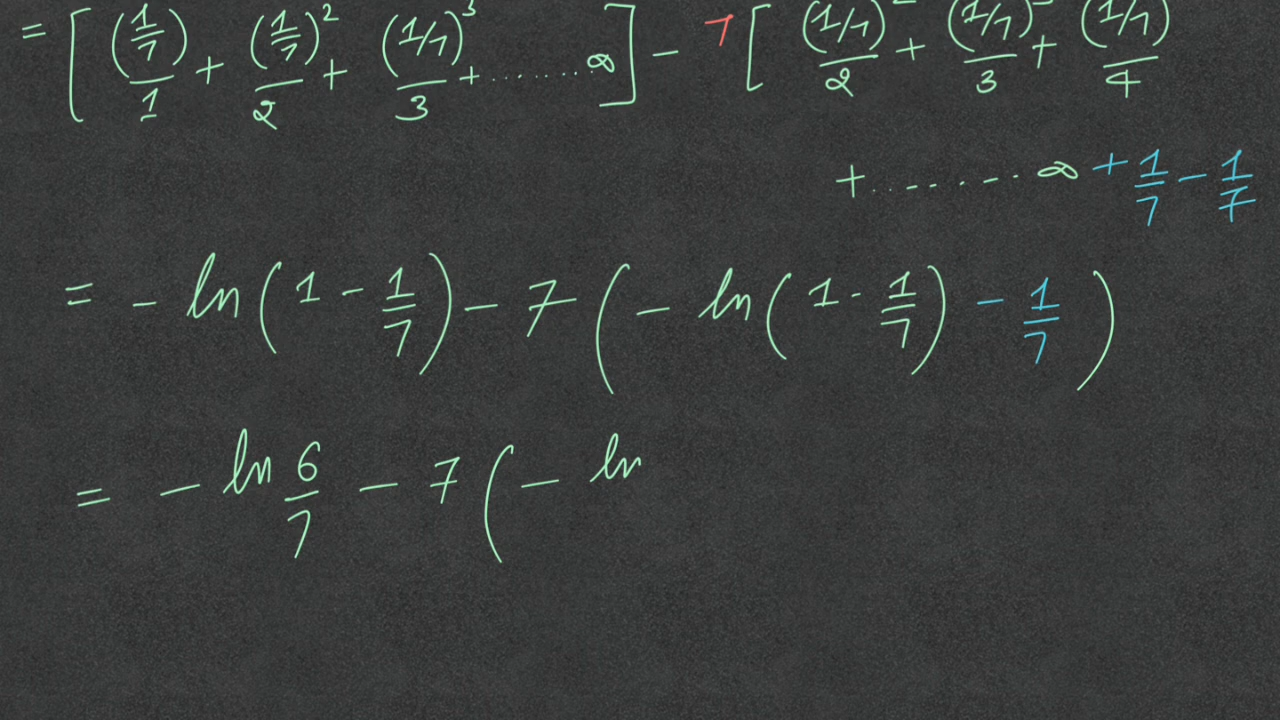 = [ (1/7)/1 + (1/7)²/2 + (1/7)³/3 + ........ ∞ ] - 7 [ (1/7)²/2 + (1/7)³/3 + (1/7)/4
+ ........ ∞ + 1/7 - 1/7
= - ln ( 1 - 1/7 ) - 7 ( - ln ( 1 - 1/7 ) - 1/7 )
= - ln 6/7 - 7 ( - ln